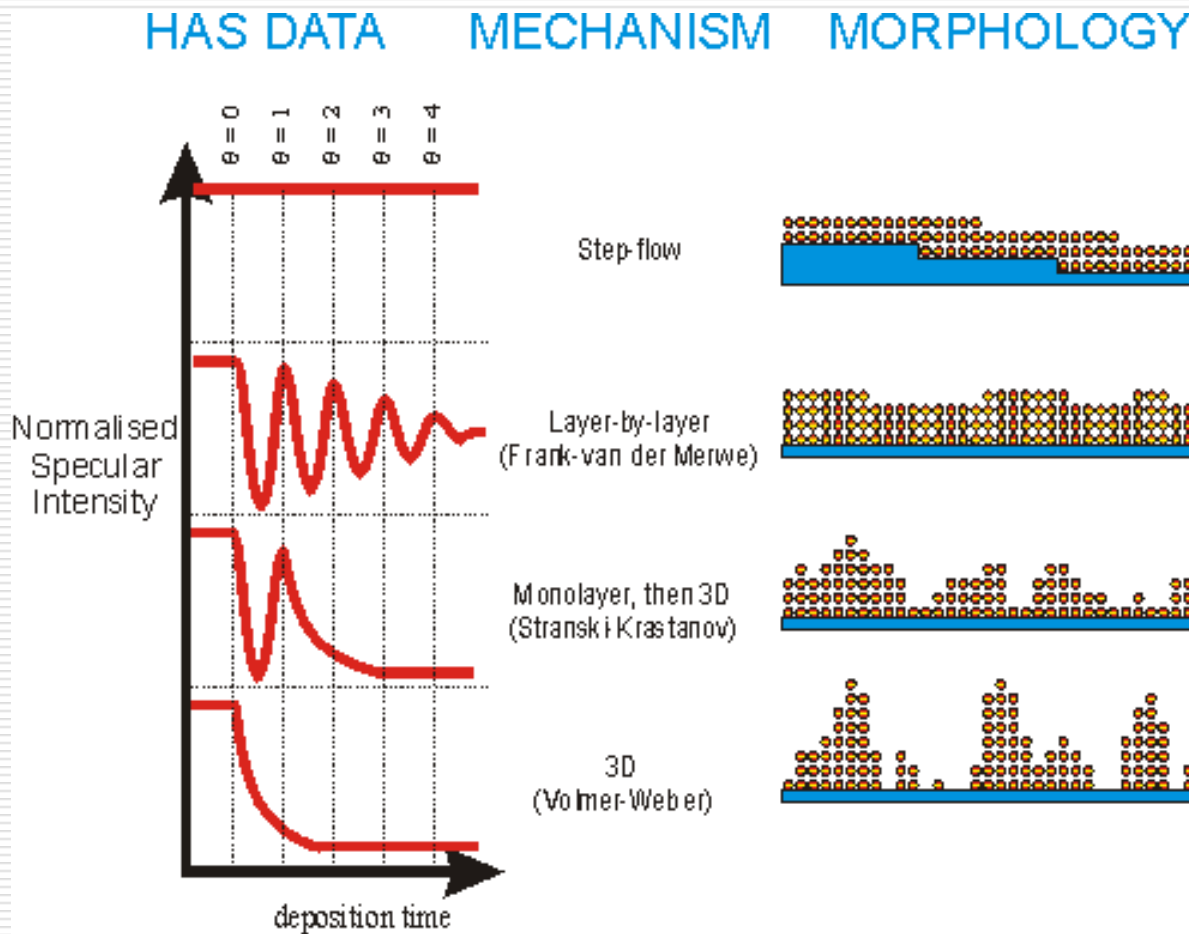 HAS DATA MECHANISM MORPHOLOGY
θ = 0
θ = 1
θ = 2
θ = 3
θ = 4
Normalised
Specular
Intensity
Step-flow
Layer-by-layer
(Frank-van der Merwe)
Monolayer, then 3D
(Stranski-Krastanov)
3D
(Volmer-Weber)
deposition time